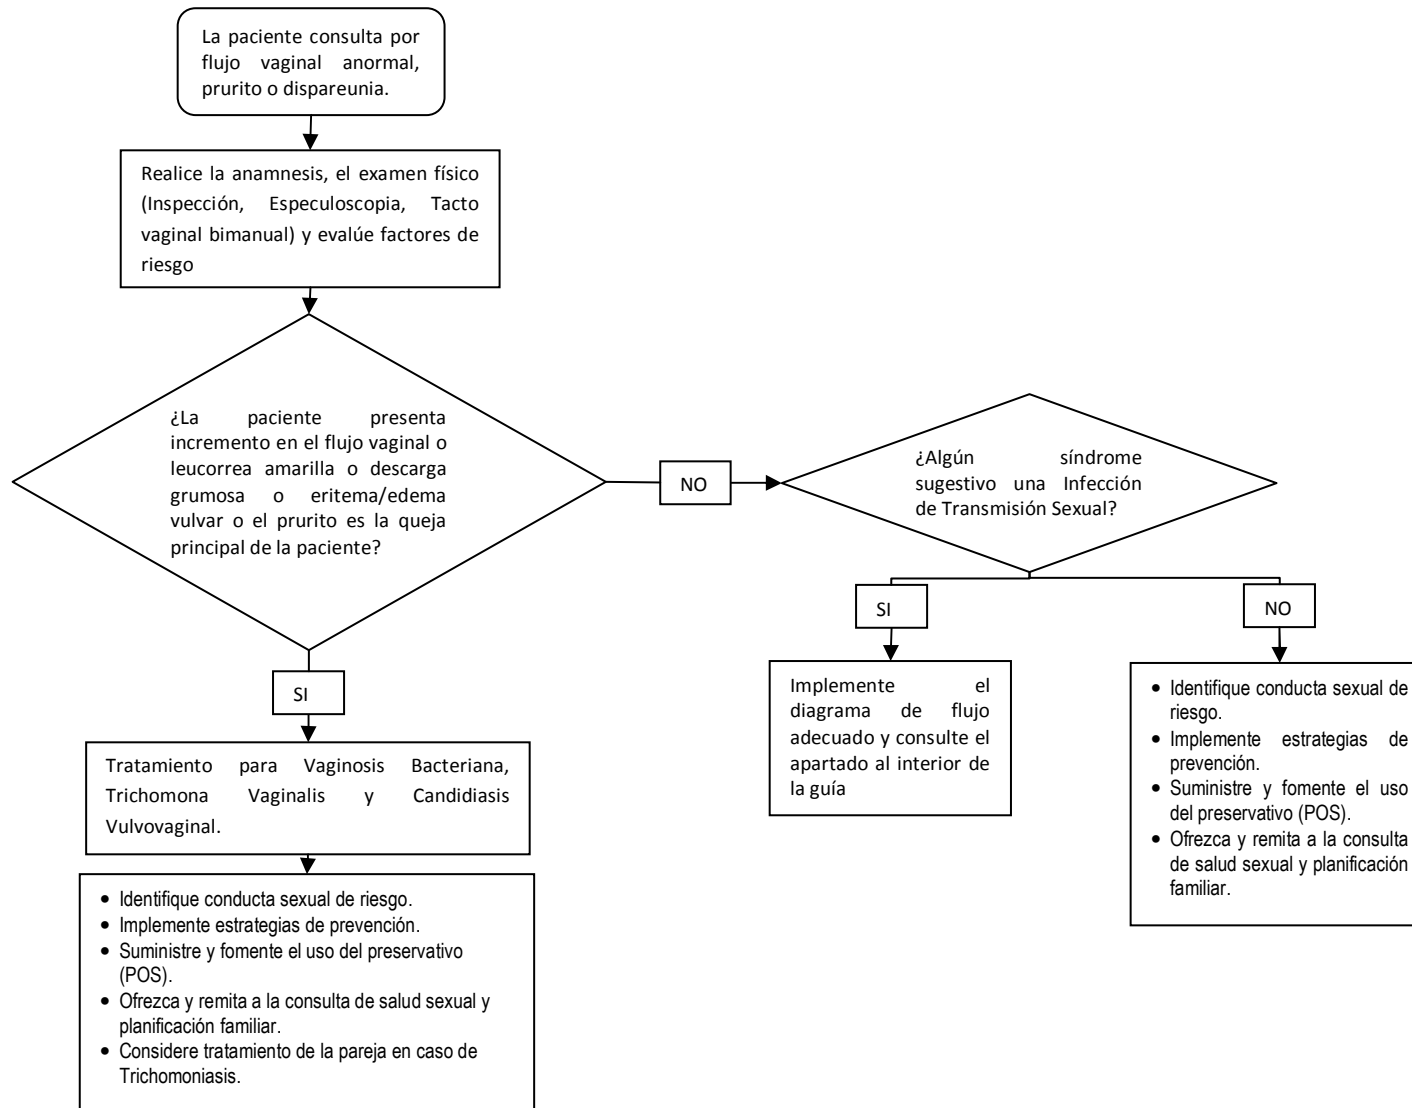 La paciente consulta por
flujo vaginal anormal,
prurito o dispareunia.
Realice la anamnesis, el examen físico
(Inspección, Especuloscopia, Tacto
vaginal bimanual) y evalúe factores de
riesgo
¿La paciente presenta
incremento en el flujo vaginal o
leucorrea amarilla o descarga
grumosa o eritema/edema
vulvar o el prurito es la queja
principal de la paciente?
NO
¿Algún síndrome
sugestivo una Infección
de Transmisión Sexual?
SI
NO
Implemente el
diagrama de flujo
adecuado y consulte el
apartado al interior de
la guía
• Identifique conducta sexual de
riesgo.
• Implemente estrategias de
prevención.
• Suministre y fomente el uso
del preservativo (POS).
• Ofrezca y remita a la consulta
de salud sexual y planificación
familiar.
SI
Tratamiento para Vaginosis Bacteriana,
Trichomona Vaginalis y Candidiasis
Vulvovaginal.
• Identifique conducta sexual de riesgo.
• Implemente estrategias de prevención.
• Suministre y fomente el uso del preservativo
(POS).
• Ofrezca y remita a la consulta de salud sexual y
planificación familiar.
• Considere tratamiento de la pareja en caso de
Trichomoniasis.